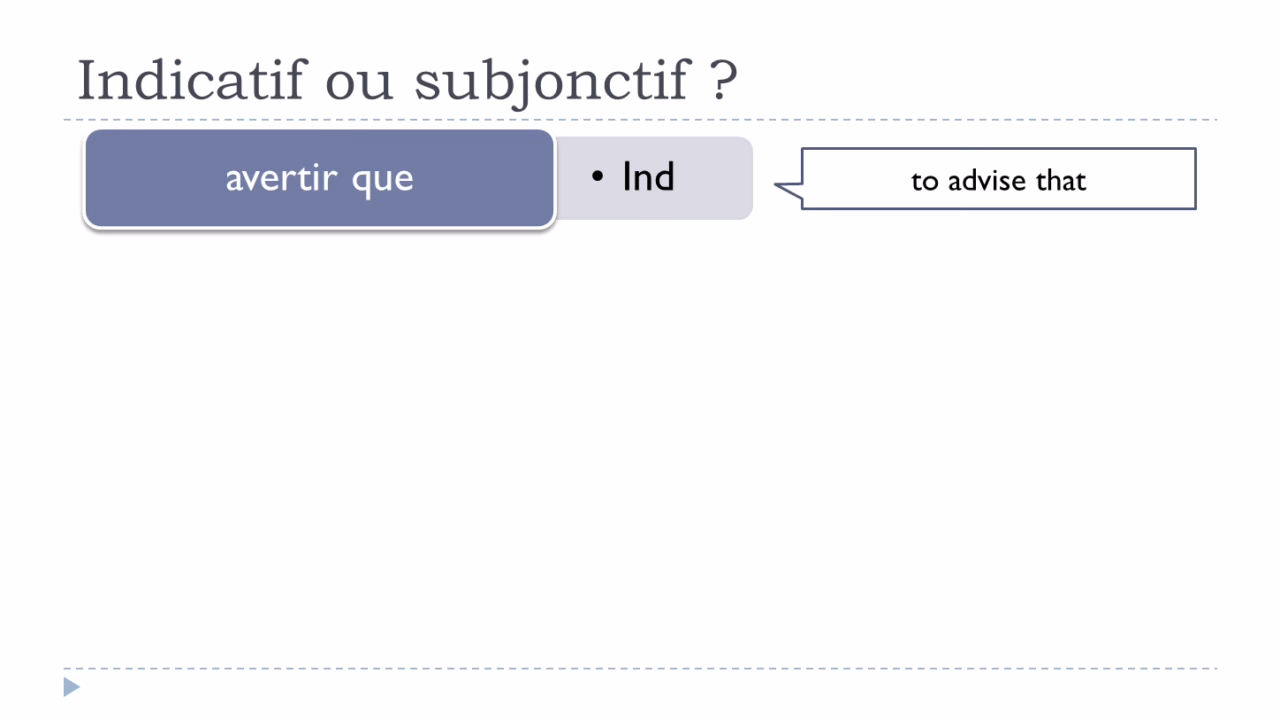 Indicatif ou subjonctif ?
avertir que
• Ind
to advise that